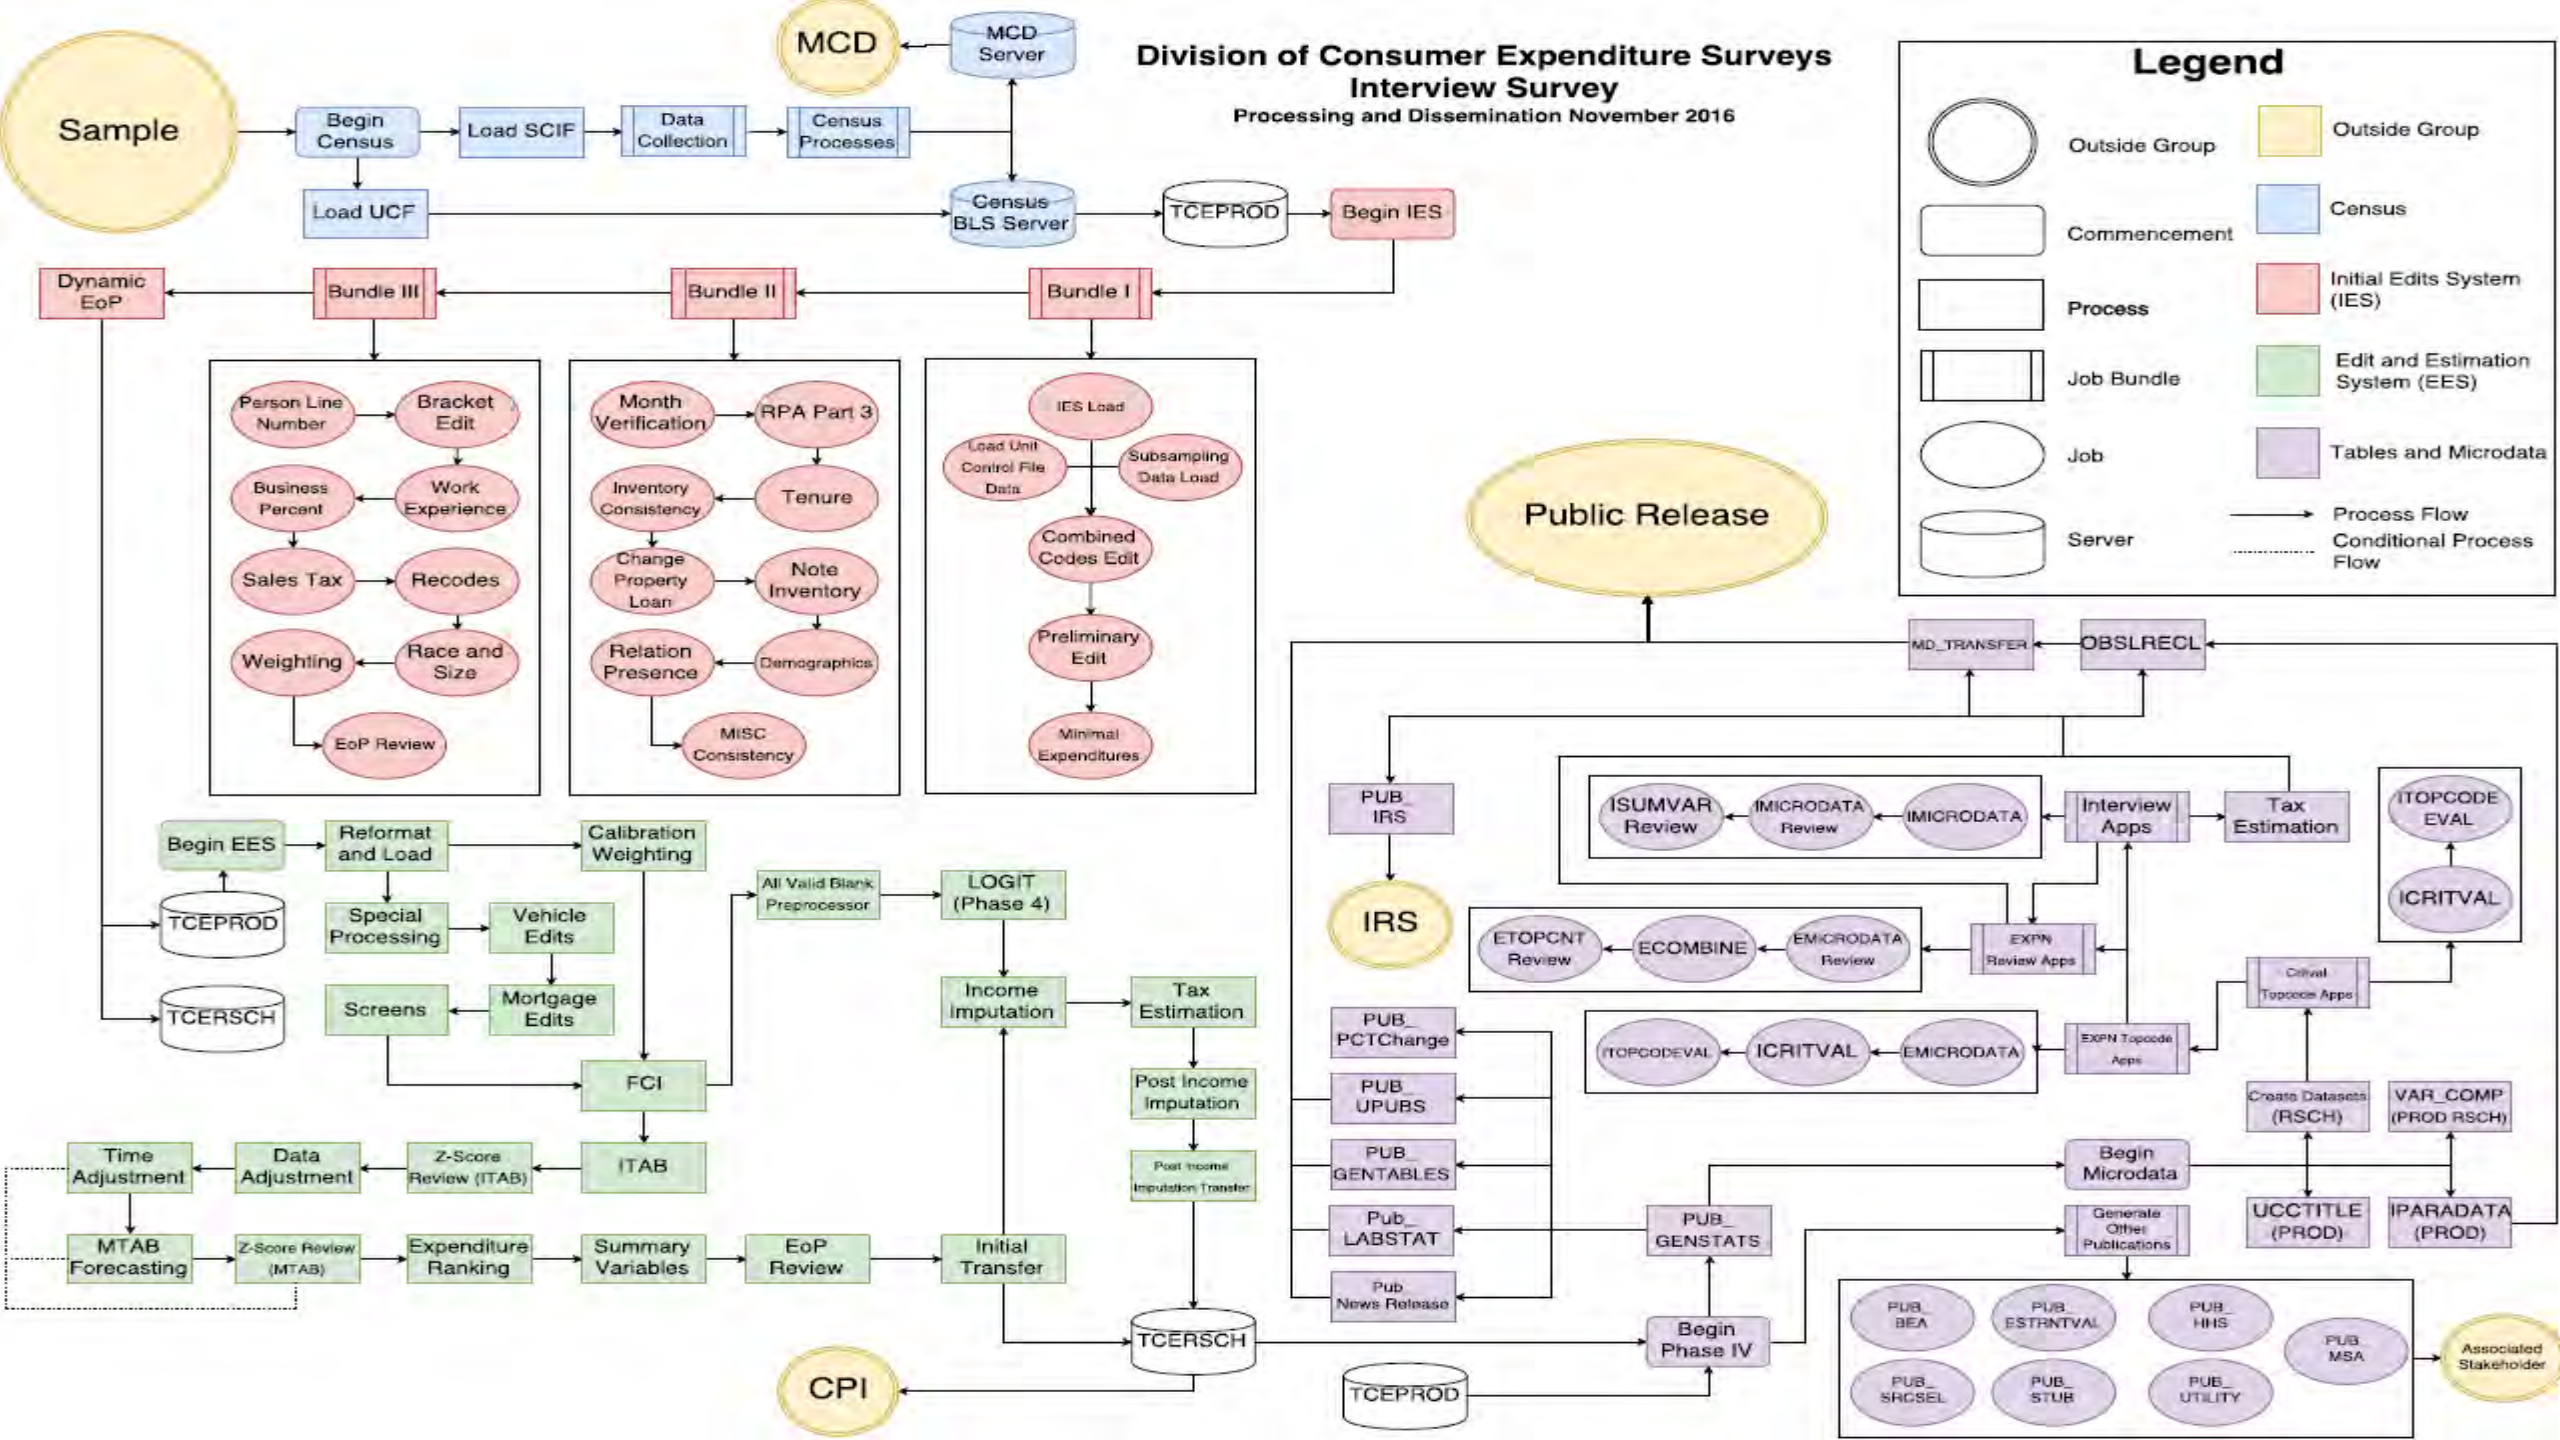 Division of Consumer Expenditure Surveys
Interview Survey
Processing and Dissemination November 2016
Sample
MCD
MCD
Server
Begin
Census
Load SCIF
Data
Collection
Census
Processes
Load UCF
Census
BLS Server
TCEPROD
Begin IES
Legend
Outside Group
Commencement
Process
Job Bundle
Job
Server
Outside Group
Census
Initial Edits System
(IES)
Edit and Estimation
System (EES)
Tables and Microdata
Process Flow
Conditional Process
Flow
Dynamic
EoP
Bundle III
Bundle II
Bundle I
Person Line
Number
Bracket
Edit
Business
Percent
Work
Experience
Sales Tax
Recodes
Weighting
Race and
Size
EoP Review
Month
Verification
RPA Part 3
Inventory
Consistency
Tenure
Change
Property
Loan
Note
Inventory
Relation
Presence
Demographics
MISC
Consistency
IES Load
Load Unit
Control File
Data
Subsampling
Data Load
Combined
Codes Edit
Preliminary
Edit
Minimal
Expenditures
Begin EES
Reformat
and Load
Calibration
Weighting
TCEPROD
Special
Processing
Vehicle
Edits
All Valid Blank
Preprocessor
LOGIT
(Phase 4)
TCERSCH
Screens
Mortgage
Edits
Income
Imputation
Tax
Estimation
FCI
Post Income
Imputation
Time
Adjustment
Data
Adjustment
Z-Score
Review (ITAB)
ITAB
Post Income
Imputation Transfer
MTAB
Forecasting
Z-Score Review
(MTAB)
Expenditure
Ranking
Summary
Variables
EoP
Review
Initial
Transfer
TCERSCH
CPI
Public Release
MD_TRANSFER
OBSLRECL
PUB_
IRS
IRS
ISUMVAR
Review
IMICRODATA
Review
IMICRODATA
Interview
Apps
Tax
Estimation
ITOPCODE
EVAL
ICRITVAL
ETOPCNT
Review
ECOMBINE
EMICRODATA
Review
EXPN
Review Apps
Critval
Topcode Apps
ITOPCODEVAL
ICRITVAL
EMICRODATA
EXPN Topcode
Apps
PUB_
PCTChange
PUB_
UPUBS
PUB_
GENTABLES
Pub_
LABSTAT
Pub_
News Release
PUB_
GENSTATS
Begin
Microdata
Create Datasets
(RSCH)
VAR_COMP
(PROD RSCH)
Generate
Other
Publications
UCCTITLE
(PROD)
IPARADATA
(PROD)
Begin
Phase IV
TCEPROD
PUB_
BEA
PUB_
ESTRNTVAL
PUB_
HHS
PUB_
MSA
PUB_
SRCSEL
PUB_
STUB
PUB_
UTILITY
Associated
Stakeholder